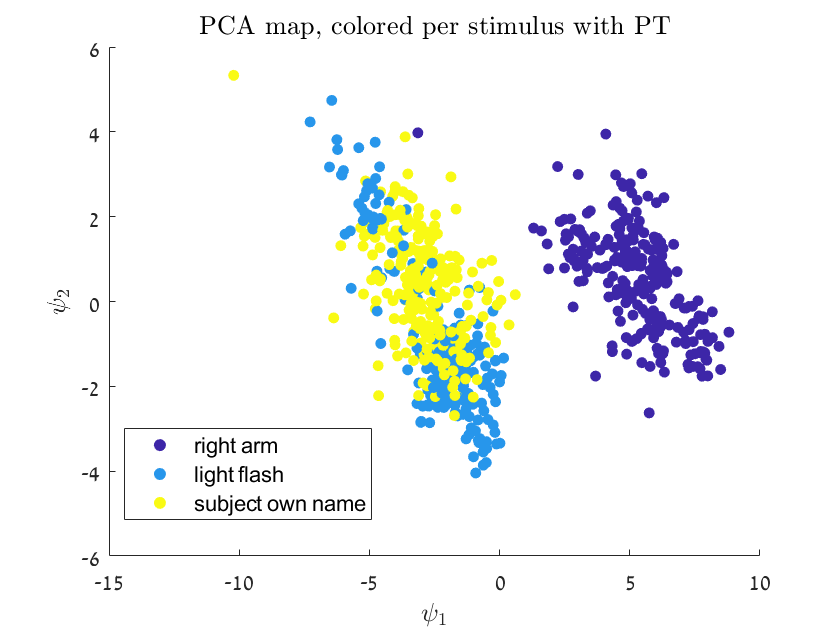 PCA map, colored per stimulus with PT
6
4
2
0
-2
-4
-6
ψ2
right arm
light flash
subject own name
-15 -10 -5 0 5 10
ψ1